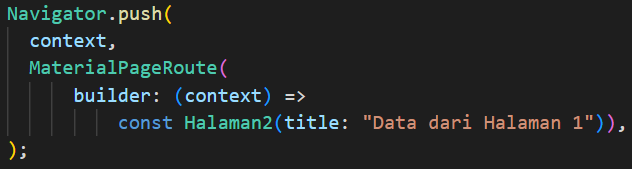 Navigator.push(
context,
MaterialPageRoute(
builder: (context) =>
const Halaman2(title: "Data dari Halaman 1")),
);